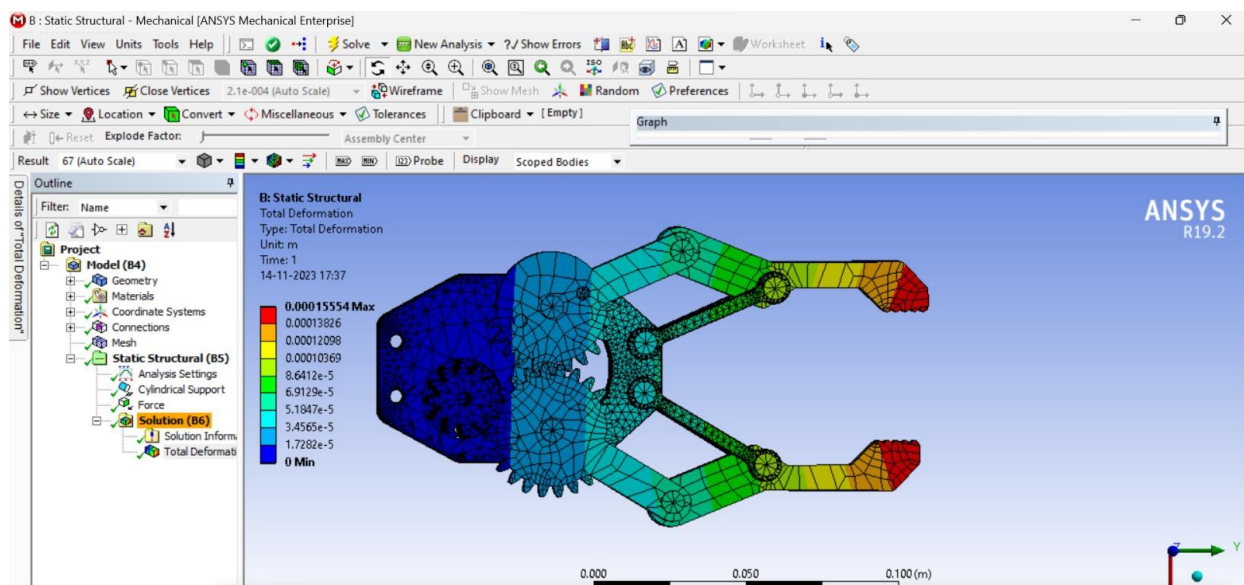 B : Static Structural - Mechanical [ANSYS Mechanical Enterprise]
File Edit View Units Tools Help Solve New Analysis ?/ Show Errors Worksheet
ISO
Show Vertices Close Vertices 2.1e-004 (Auto Scale) Wireframe Show Mesh Random Preferences
Size Location Convert Miscellaneous Tolerances Clipboard [Empty]
Graph
Reset Explode Factor: Assembly Center
Result 67 (Auto Scale) MAX MIN Probe Display Scoped Bodies
Details of "Total Deformation"
Outline
Filter: Name
Project
Model (B4)
Geometry
Materials
Coordinate Systems
Connections
Mesh
Static Structural (B5)
Analysis Settings
Cylindrical Support
Force
Solution (B6)
Solution Inform
Total Deformati
B: Static Structural
Total Deformation
Type: Total Deformation
Unit: m
Time: 1
14-11-2023 17:37
0.00015554 Max
0.00013826
0.00012098
0.00010369
8.6412e-5
6.9129e-5
5.1847e-5
3.4565e-5
1.7282e-5
0 Min
ANSYS
R19.2
0.000 0.050 0.100 (m)
Z Y